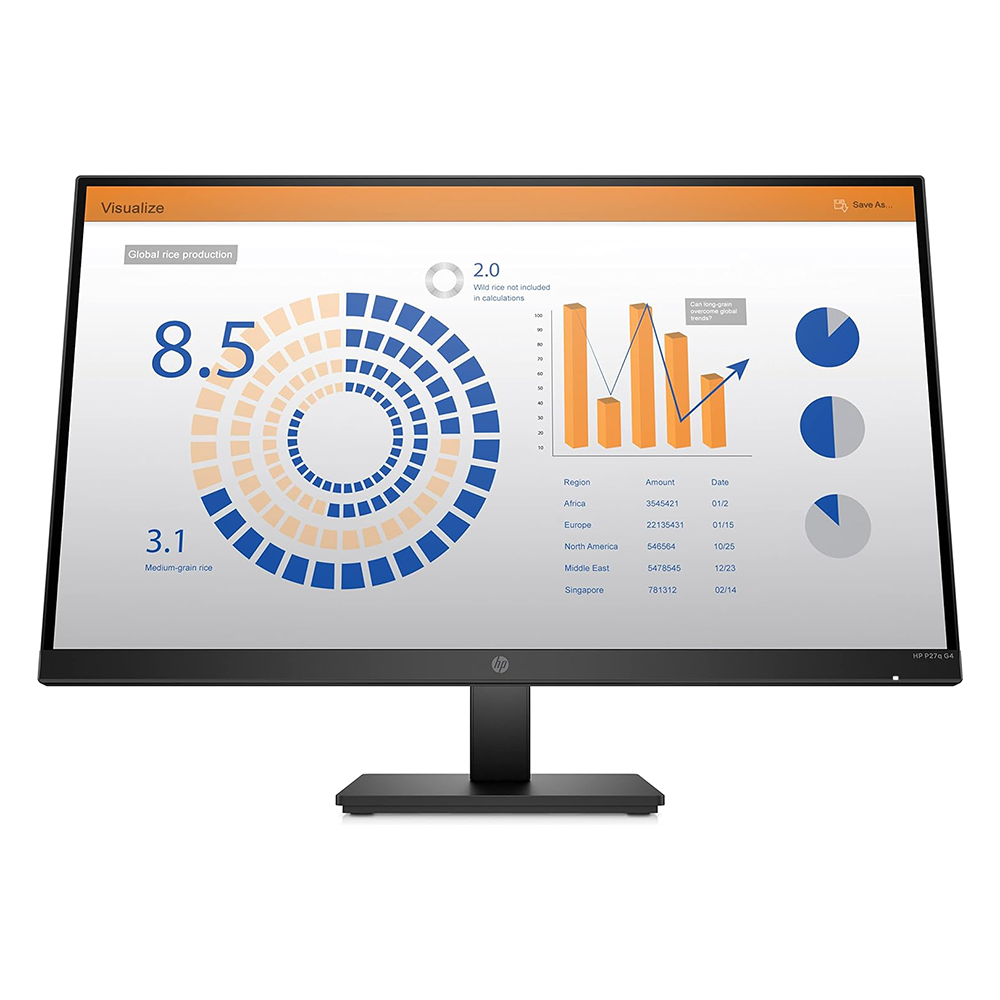 Visualize
Save As...
Global rice production
2.0
Wild rice not included
in calculations
8.5
3.1
Medium-grain rice
Can long-grain
overcome global
trends?
100
90
80
70
60
50
40
30
20
10
Region Amount Date
Africa 3545421 01/2
Europe 22135431 01/15
North America 546564 10/25
Middle East 5478545 12/23
Singapore 781312 02/14
hp
HP P27q G4